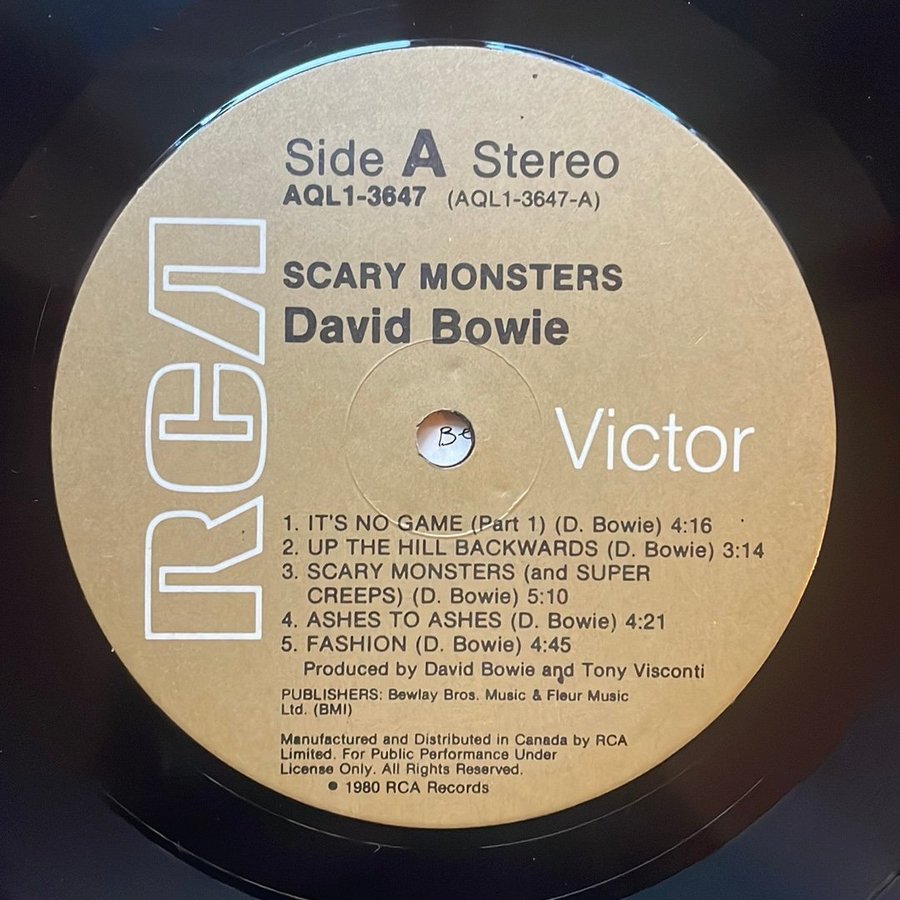 Side A Stereo
AQL1-3647 (AQL1-3647-A)
SCARY MONSTERS
David Bowie
RCA
Victor
Be
1. IT'S NO GAME (Part 1) (D. Bowie) 4:16
2. UP THE HILL BACKWARDS (D. Bowie) 3:14
3. SCARY MONSTERS (and SUPER
CREEPS) (D. Bowie) 5:10
4. ASHES TO ASHES (D. Bowie) 4:21
5. FASHION (D. Bowie) 4:45
Produced by David Bowie and Tony Visconti
PUBLISHERS: Bewlay Bros. Music & Fleur Music
Ltd. (BMI)
Manufactured and Distributed in Canada by RCA
Limited. For Public Performance Under
License Only. All Rights Reserved.
● 1980 RCA Records